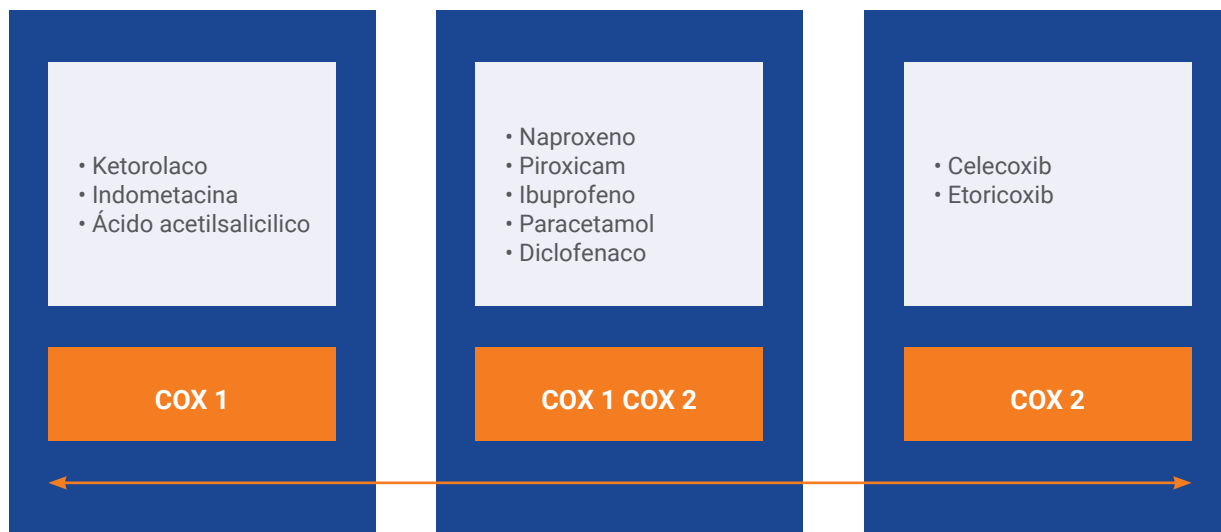 • Ketorolaco
• Indometacina
• Ácido acetilsalicilico
COX 1
• Naproxeno
• Piroxicam
• Ibuprofeno
• Paracetamol
• Diclofenaco
COX 1 COX 2
• Celecoxib
• Etoricoxib
COX 2